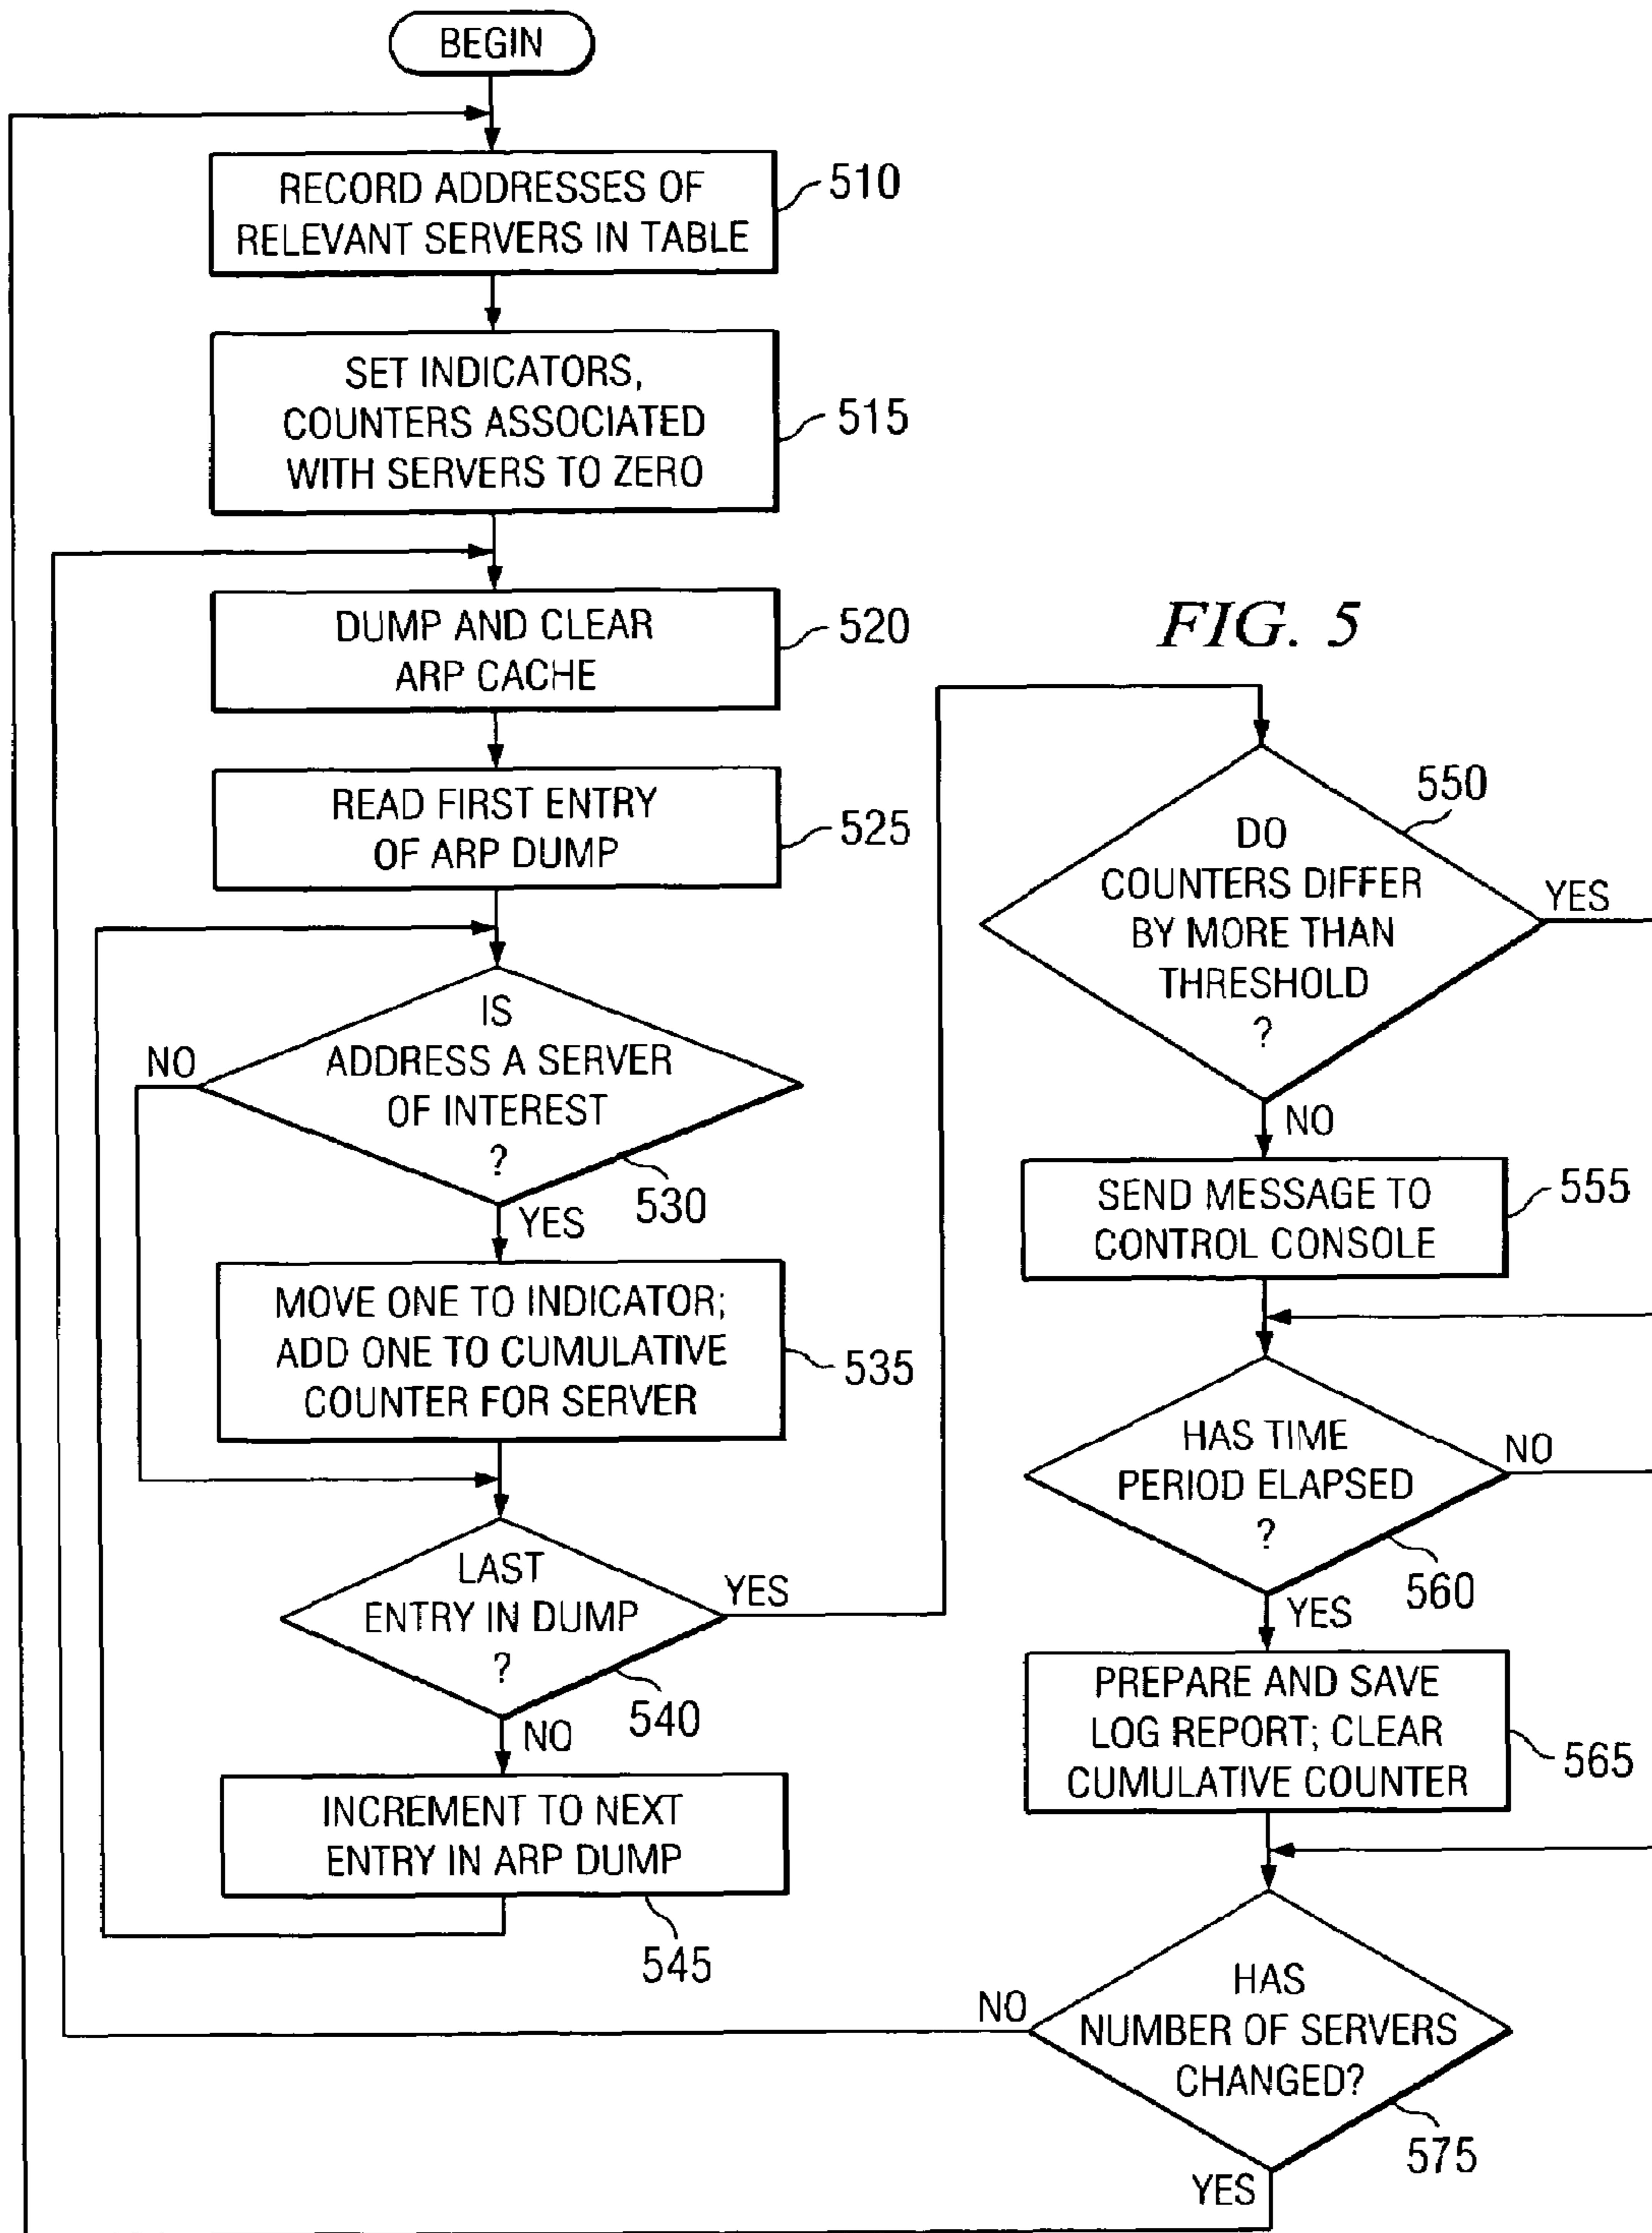 BEGIN
RECORD ADDRESSES OF
RELEVANT SERVERS IN TABLE
510
SET INDICATORS,
COUNTERS ASSOCIATED
WITH SERVERS TO ZERO
515
DUMP AND CLEAR
ARP CACHE
520
READ FIRST ENTRY
OF ARP DUMP
525
IS
ADDRESS A SERVER
OF INTEREST
?
530
NO
YES
MOVE ONE TO INDICATOR;
ADD ONE TO CUMULATIVE
COUNTER FOR SERVER
535
LAST
ENTRY IN DUMP
?
540
YES
NO
INCREMENT TO NEXT
ENTRY IN ARP DUMP
545
FIG. 5
DO
COUNTERS DIFFER
BY MORE THAN
THRESHOLD
?
550
YES
NO
SEND MESSAGE TO
CONTROL CONSOLE
555
HAS TIME
PERIOD ELAPSED
?
560
NO
YES
PREPARE AND SAVE
LOG REPORT; CLEAR
CUMULATIVE COUNTER
565
HAS
NUMBER OF SERVERS
CHANGED?
575
NO
YES